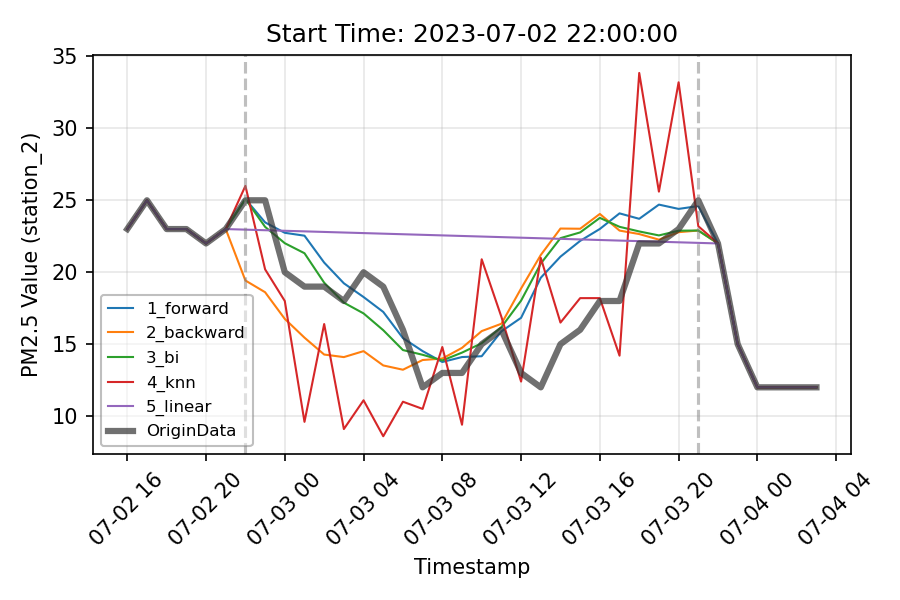 Start Time: 2023-07-02 22:00:00
PM2.5 Value (station_2)
35
30
25
20
15
10
1_forward
2_backward
3_bi
4_knn
5_linear
OriginData
07-02 16
07-02 20
07-03 00
07-03 04
07-03 08
07-03 12
07-03 16
07-03 20
07-04 00
07-04 04
Timestamp